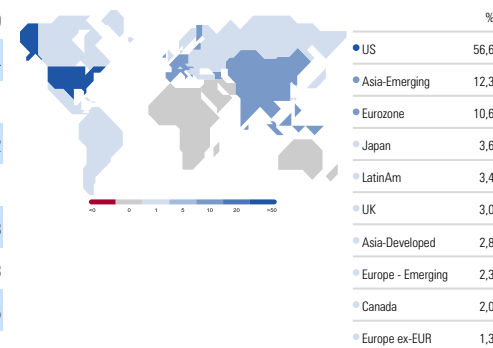 %
US 56,6
Asia-Emerging 12,3
Eurozone 10,6
Japan 3,6
LatinAm 3,4
UK 3,0
Asia-Developed 2,8
Europe - Emerging 2,3
Canada 2,0
Europe ex-EUR 1,3
<0 0 1 5 10 20 >50